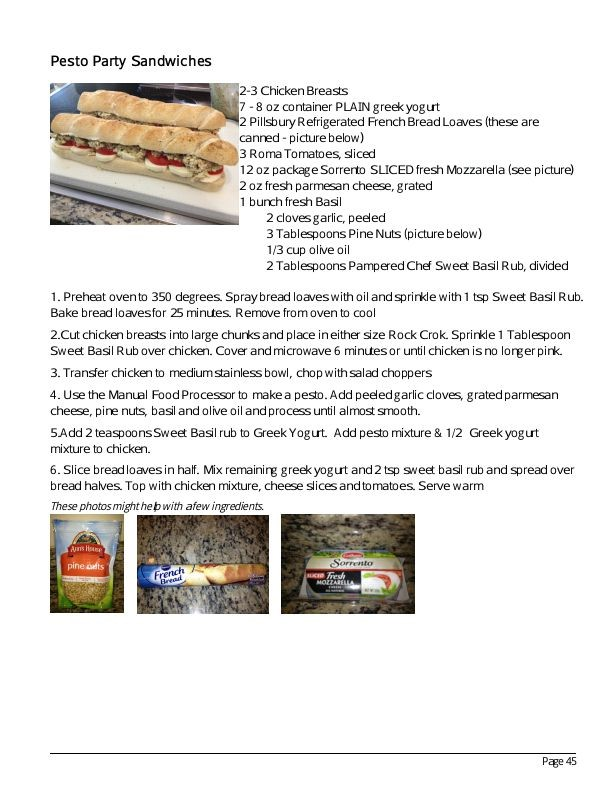 Pesto Party Sandwiches
2-3 Chicken Breasts
7 - 8 oz container PLAIN greek yogurt
2 Pillsbury Refrigerated French Bread Loaves (these are
canned - picture below)
3 Roma Tomatoes, sliced
12 oz package Sorrento SLICED fresh Mozzarella (see picture)
2 oz fresh parmesan cheese, grated
1 bunch fresh Basil
2 cloves garlic, peeled
3 Tablespoons Pine Nuts (picture below)
1/3 cup olive oil
2 Tablespoons Pampered Chef Sweet Basil Rub, divided
1. Preheat oven to 350 degrees. Spray bread loaves with oil and sprinkle with 1 tsp Sweet Basil Rub.
Bake bread loaves for 25 minutes. Remove from oven to cool
2.Cut chicken breasts into large chunks and place in either size Rock Crok. Sprinkle 1 Tablespoon
Sweet Basil Rub over chicken. Cover and microwave 6 minutes or until chicken is no longer pink.
3. Transfer chicken to medium stainless bowl, chop with salad choppers
4. Use the Manual Food Processor to make a pesto. Add peeled garlic cloves, grated parmesan
cheese, pine nuts, basil and olive oil and process until almost smooth.
5.Add 2 teaspoons Sweet Basil rub to Greek Yogurt. Add pesto mixture & 1/2 Greek yogurt
mixture to chicken.
6. Slice bread loaves in half. Mix remaining greek yogurt and 2 tsp sweet basil rub and spread over
bread halves. Top with chicken mixture, cheese slices and tomatoes. Serve warm
These photos might help with a few ingredients.
ANN'S HOUSE
pine nuts
French
Bread
Sorrento
SLICED Fresh
MOZZARELLA
CHEESE
Page 45